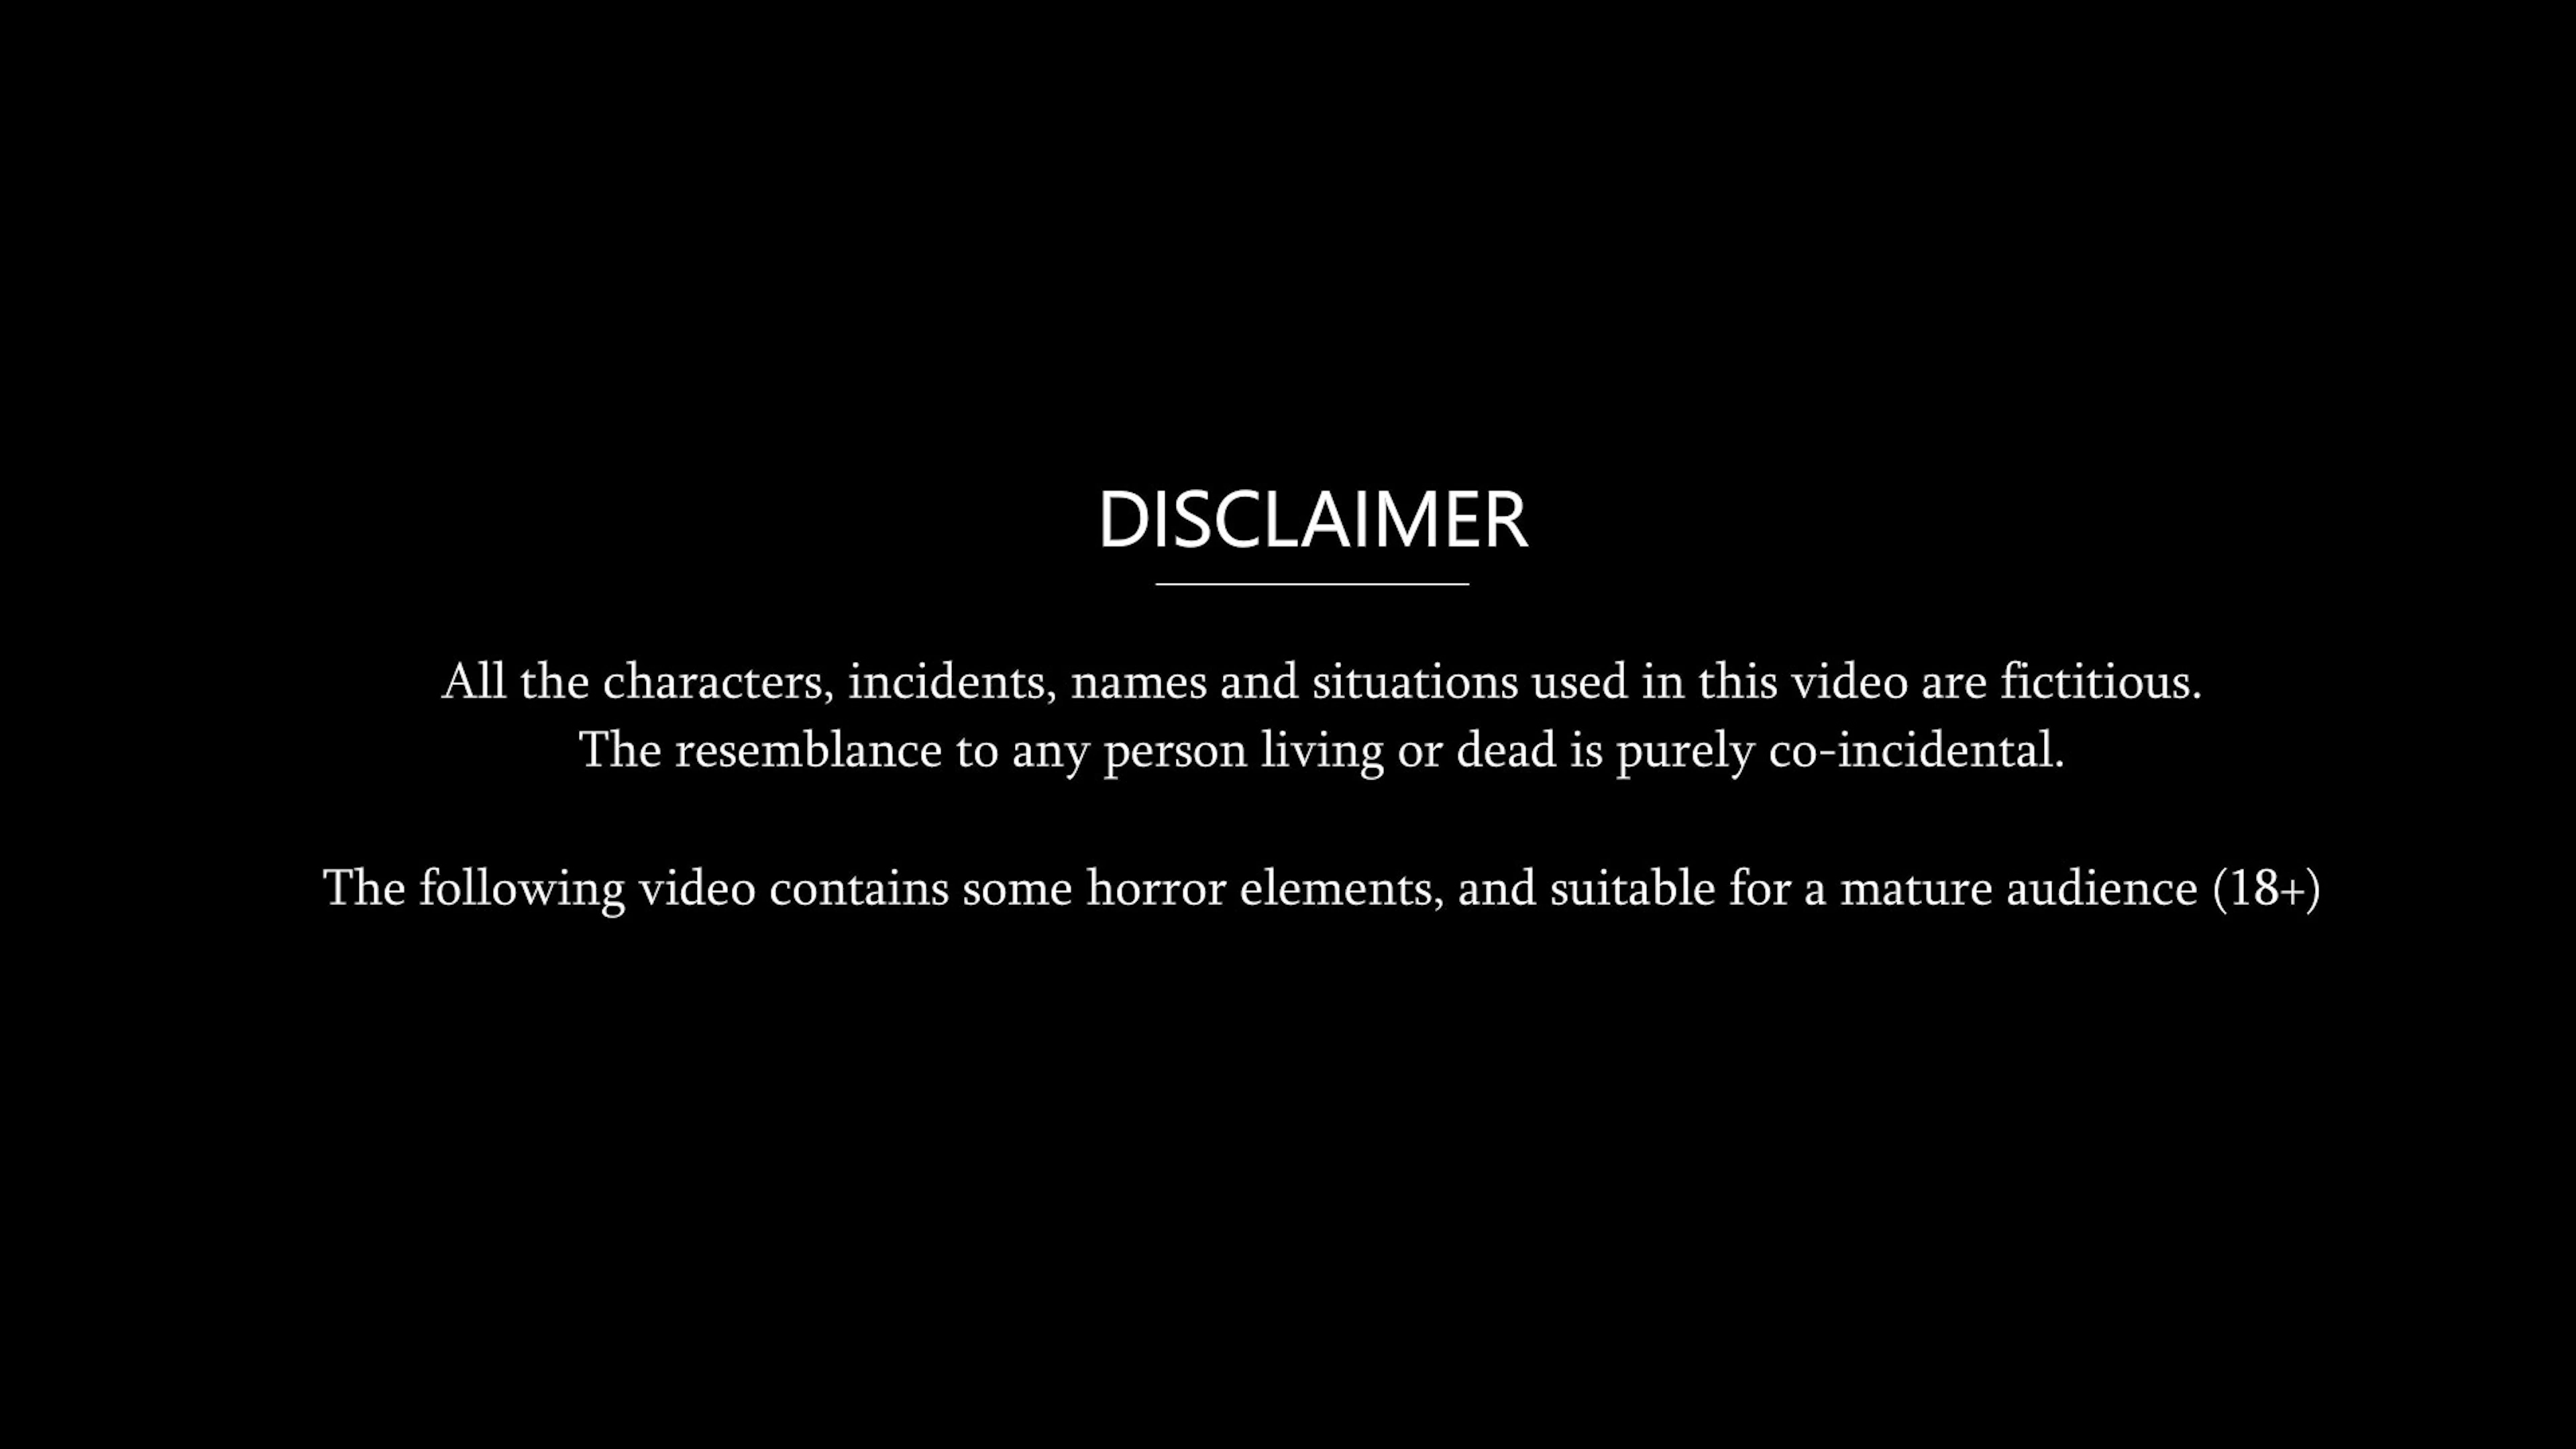 DISCLAIMER
All the characters, incidents, names and situations used in this video are fictitious.
The resemblance to any person living or dead is purely co-incidental.
The following video contains some horror elements, and suitable for a mature audience (18+)